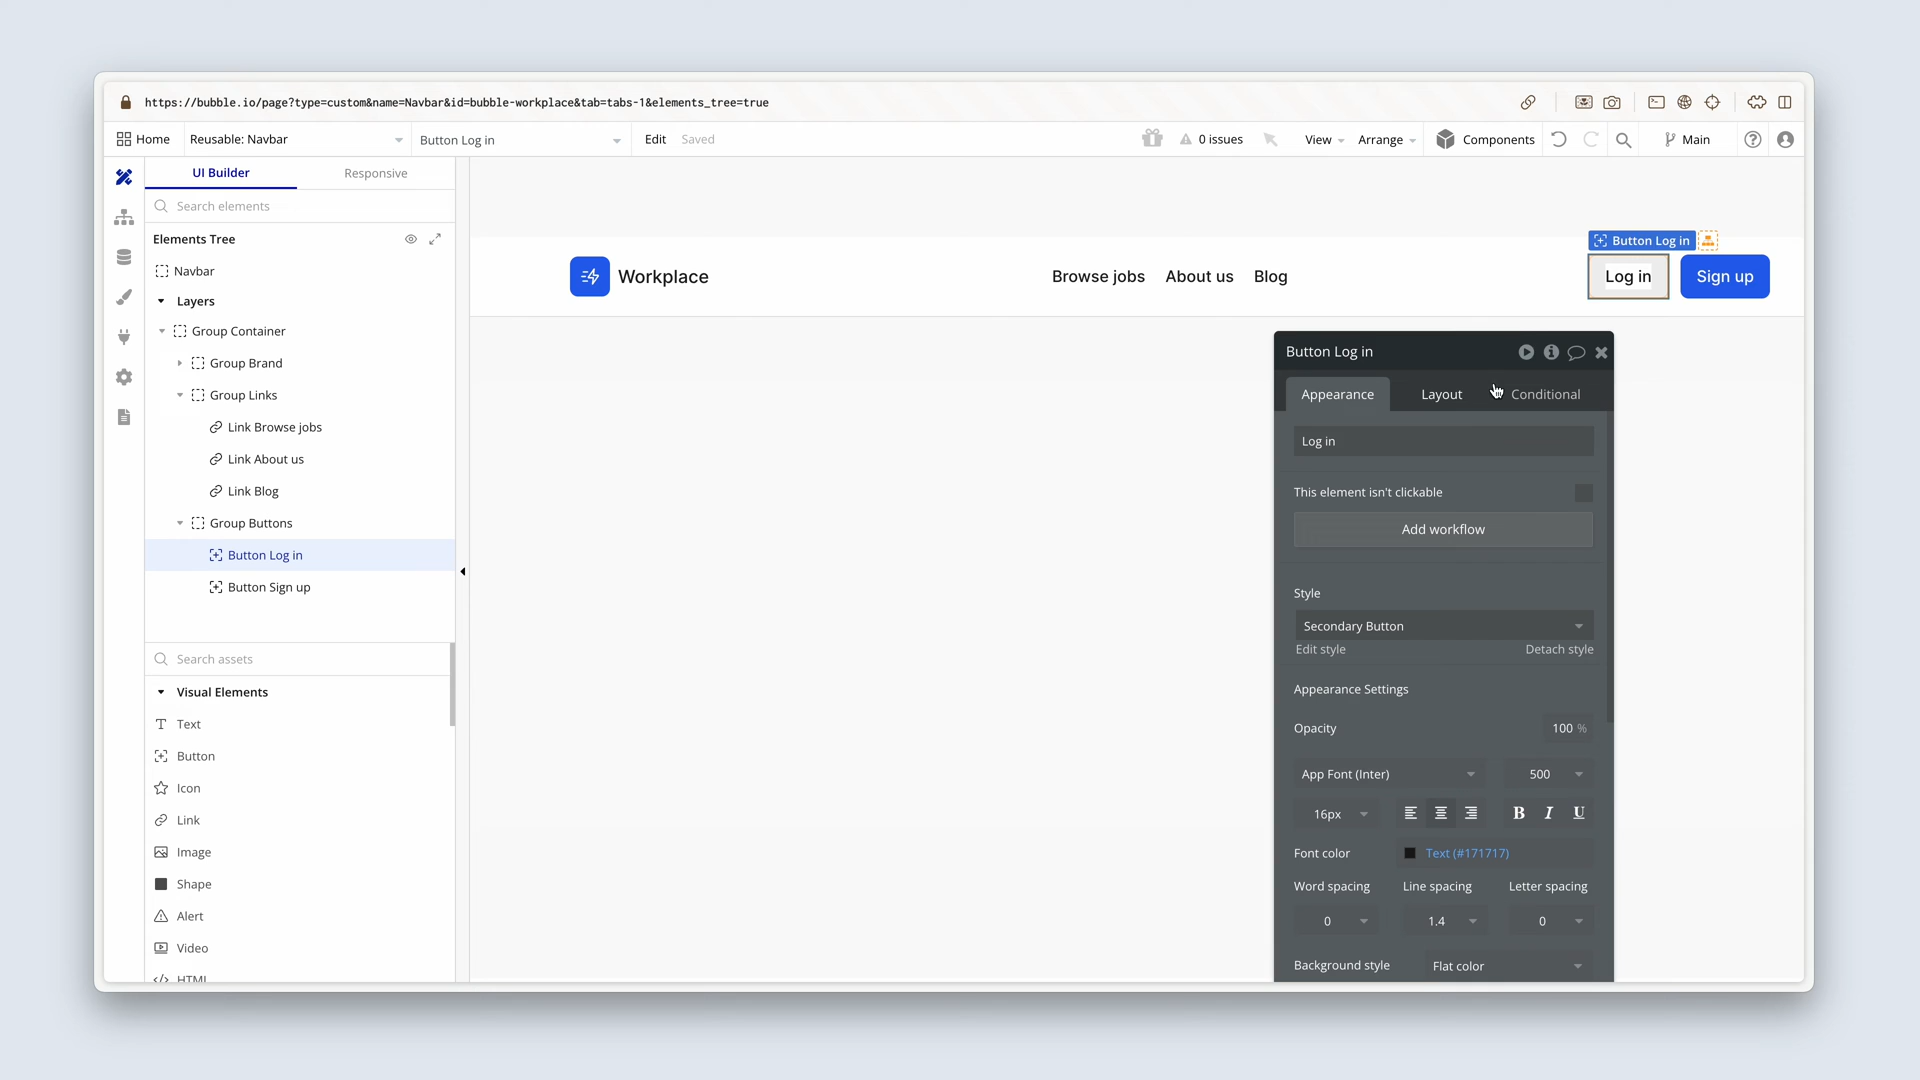 https://bubble.io/page?type=custom&name=Navbar&id=bubble-workplace&tab=tabs-1&elements_tree=true
Home
Reusable: Navbar
Button Log in
Edit
Saved
0 issues
View
Arrange
Components
Main
UI Builder
Responsive
Search elements
Elements Tree
Navbar
Layers
Group Container
Group Brand
Group Links
Link Browse jobs
Link About us
Link Blog
Group Buttons
Button Log in
Button Sign up
Search assets
Visual Elements
Text
Button
Icon
Link
Image
Shape
Alert
Video
HTML
Workplace
Browse jobs
About us
Blog
Button Log in
Log in
Sign up
Button Log in
Appearance
Layout
Conditional
Log in
This element isn't clickable
Add workflow
Style
Secondary Button
Edit style
Detach style
Appearance Settings
Opacity
100 %
App Font (Inter)
500
16px
B I U
Font color
Text (#171717)
Word spacing
Line spacing
Letter spacing
0
1.4
0
Background style
Flat color